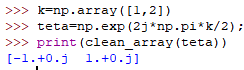 >>> k=np.array([1,2])
>>> teta=np.exp(2j*np.pi*k/2);
>>> print(clean_array(teta))
[-1.+0.j  1.+0.j]